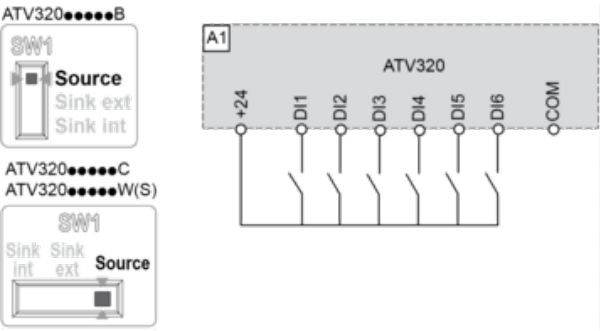 ATV320●●●●●B
SW1
Source
Sink ext
Sink int
ATV320●●●●●C
ATV320●●●●●W(S)
SW1
Sink int
Sink ext
Source
A1
ATV320
+24
DI1
DI2
DI3
DI4
DI5
DI6
COM